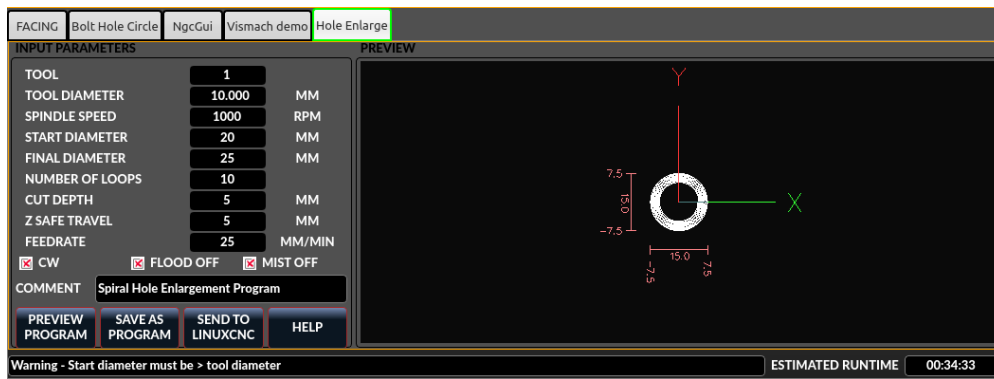 FACING Bolt Hole Circle NgcGui Vismach demo Hole Enlarge
INPUT PARAMETERS
TOOL 1
TOOL DIAMETER 10.000 MM
SPINDLE SPEED 1000 RPM
START DIAMETER 20 MM
FINAL DIAMETER 25 MM
NUMBER OF LOOPS 10
CUT DEPTH 5 MM
Z SAFE TRAVEL 5 MM
FEEDRATE 25 MM/MIN
CW FLOOD OFF MIST OFF
COMMENT Spiral Hole Enlargement Program
PREVIEW PROGRAM
SAVE AS PROGRAM
SEND TO LINUXCNC
HELP
PREVIEW
Y
X
7.5
15.0
-7.5
15.0
-7.5
7.5
Warning - Start diameter must be > tool diameter
ESTIMATED RUNTIME 00:34:33